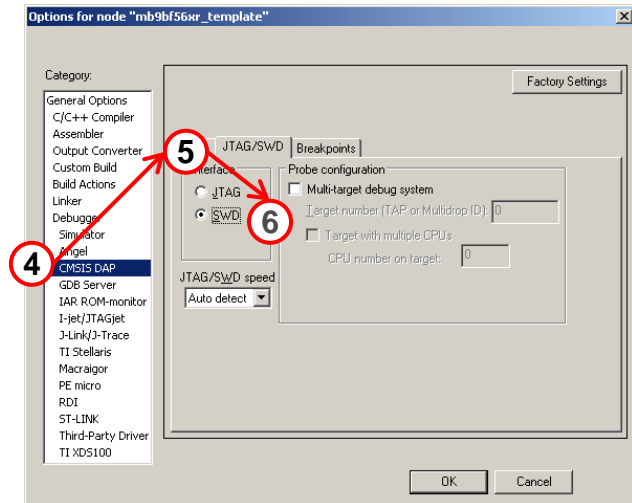 Options for node "mb9bf56xr_template"
Category:
Factory Settings
General Options
C/C++ Compiler
Assembler
Output Converter
Custom Build
Build Actions
Linker
Debugger
Simulator
Angel
CMSIS DAP
GDB Server
IAR ROM-monitor
I-jet/JTAGjet
J-Link/J-Trace
TI Stellaris
Macraigor
PE micro
RDI
ST-LINK
Third-Party Driver
TI XDS100
4
5
6
JTAG/SWD
Breakpoints
Interface
JTAG
SWD
JTAG/SWD speed
Auto detect
Probe configuration
Multi-target debug system
Target number (TAP or Multidrop ID): 0
Target with multiple CPUs
CPU number on target: 0
OK
Cancel